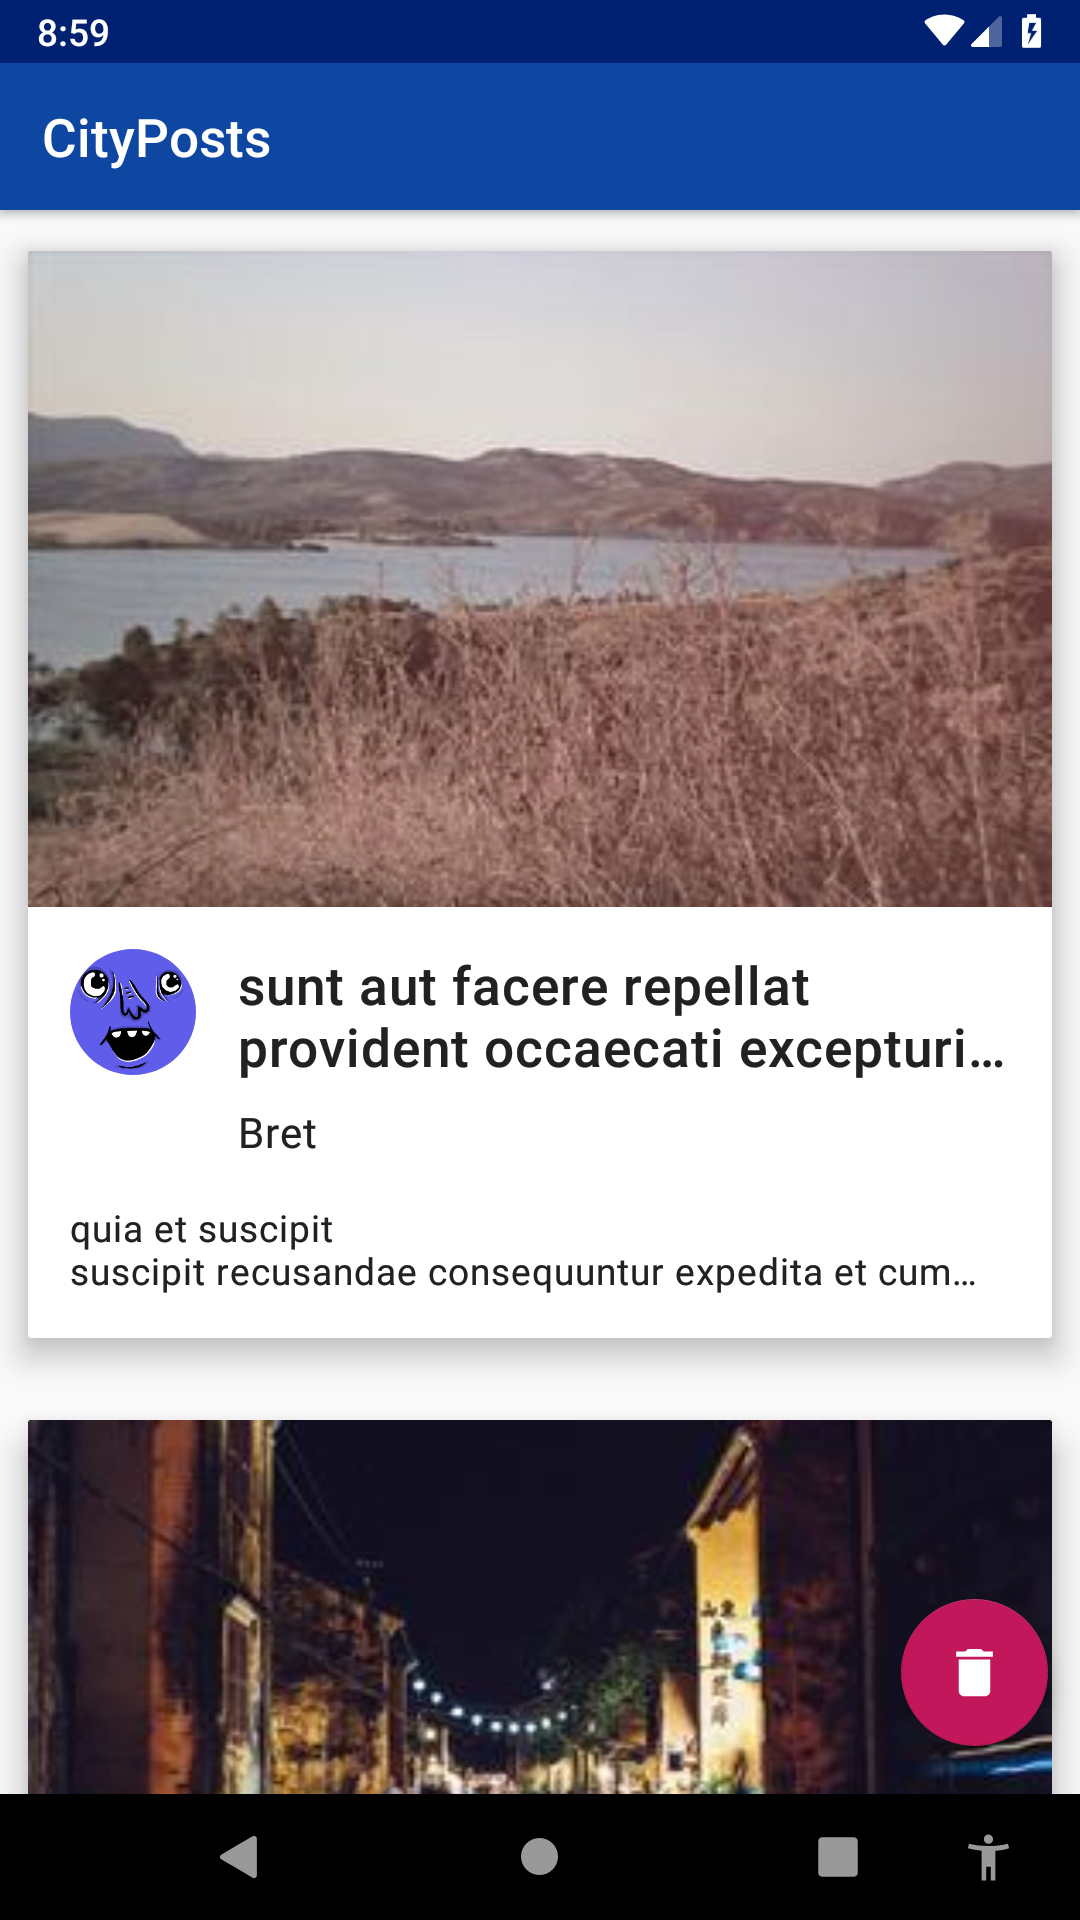 8:59
CityPosts
sunt aut facere repellat
provident occaecati excepturi…
Bret
quia et suscipit
suscipit recusandae consequuntur expedita et cum…